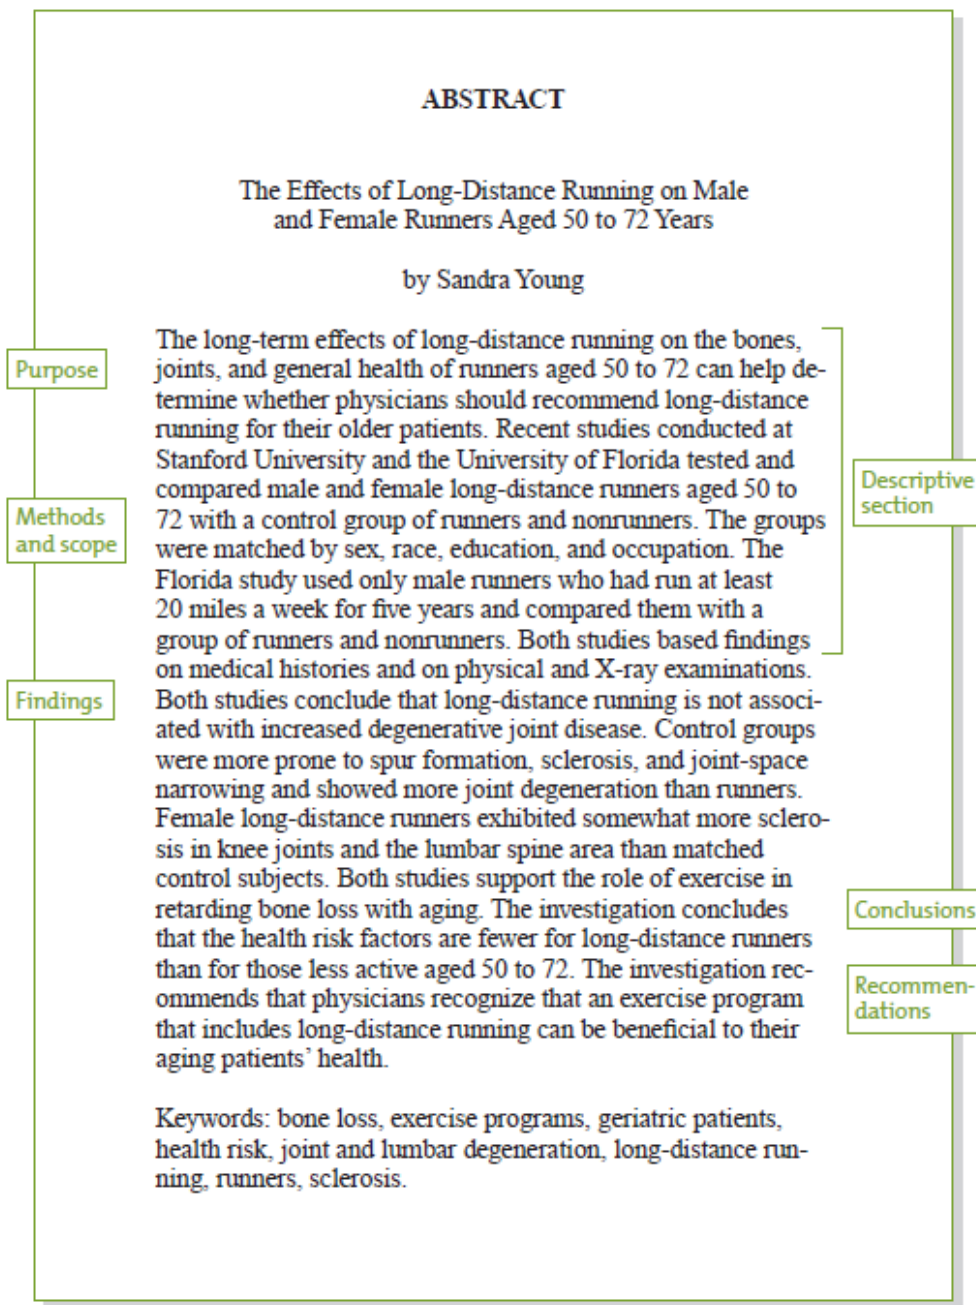 ABSTRACT
The Effects of Long-Distance Running on Male
and Female Runners Aged 50 to 72 Years
by Sandra Young
The long-term effects of long-distance running on the bones,
joints, and general health of runners aged 50 to 72 can help de-
termine whether physicians should recommend long-distance
running for their older patients. Recent studies conducted at
Stanford University and the University of Florida tested and
compared male and female long-distance runners aged 50 to
72 with a control group of runners and nonrunners. The groups
were matched by sex, race, education, and occupation. The
Florida study used only male runners who had run at least
20 miles a week for five years and compared them with a
group of runners and nonrunners. Both studies based findings
on medical histories and on physical and X-ray examinations.
Both studies conclude that long-distance running is not associ-
ated with increased degenerative joint disease. Control groups
were more prone to spur formation, sclerosis, and joint-space
narrowing and showed more joint degeneration than runners.
Female long-distance runners exhibited somewhat more sclero-
sis in knee joints and the lumbar spine area than matched
control subjects. Both studies support the role of exercise in
retarding bone loss with aging. The investigation concludes
that the health risk factors are fewer for long-distance runners
than for those less active aged 50 to 72. The investigation rec-
ommends that physicians recognize that an exercise program
that includes long-distance running can be beneficial to their
aging patients' health.
Keywords: bone loss, exercise programs, geriatric patients,
health risk, joint and lumbar degeneration, long-distance run-
ning, runners, sclerosis.
Purpose
Methods
and scope
Findings
Descriptive
section
Conclusions
Recommen-
dations